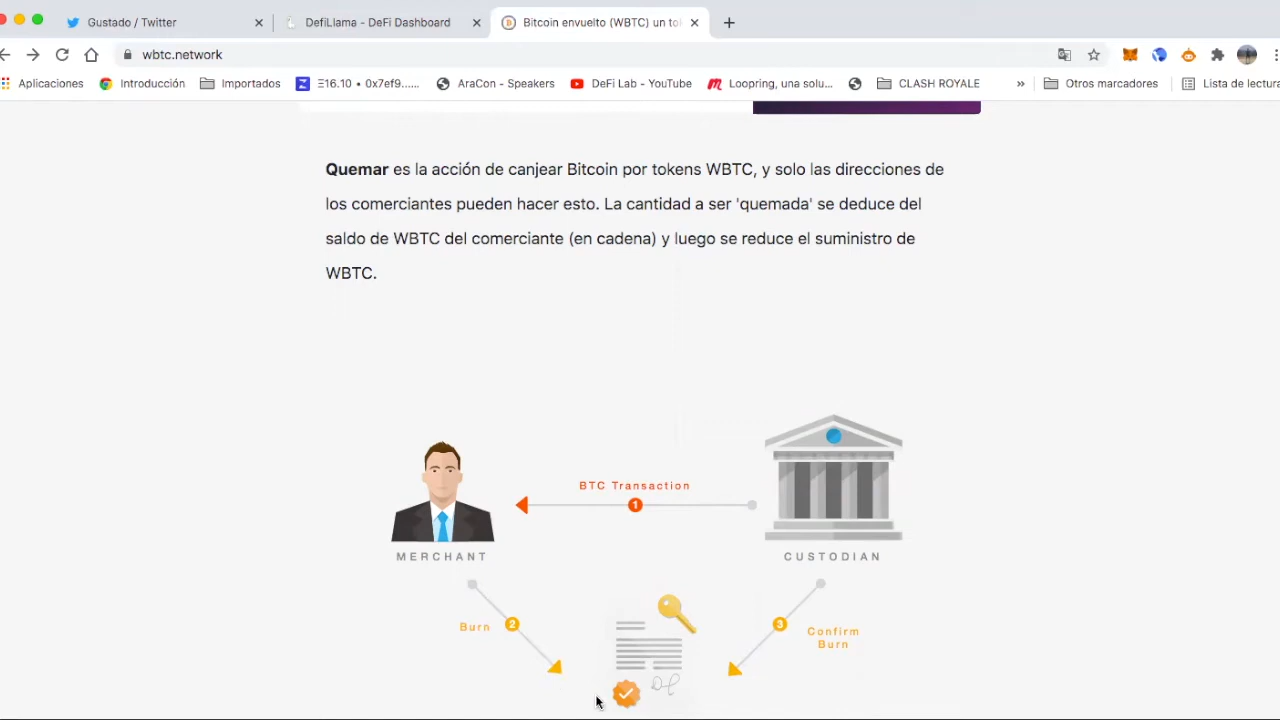 Gustado / Twitter
DefiLlama - DeFi Dashboard
Bitcoin envuelto (WBTC) un tol
wbtc.network
Aplicaciones
Introducción
Importados
Ξ16.10 • 0x7ef9......
AraCon - Speakers
DeFi Lab - YouTube
Loopring, una solu...
CLASH ROYALE
»
Otros marcadores
Lista de lectura
Quemar es la acción de canjear Bitcoin por tokens WBTC, y solo las direcciones de
los comerciantes pueden hacer esto. La cantidad a ser 'quemada' se deduce del
saldo de WBTC del comerciante (en cadena) y luego se reduce el suministro de
WBTC.
BTC Transaction
1
MERCHANT
CUSTODIAN
Burn
2
3
Confirm
Burn